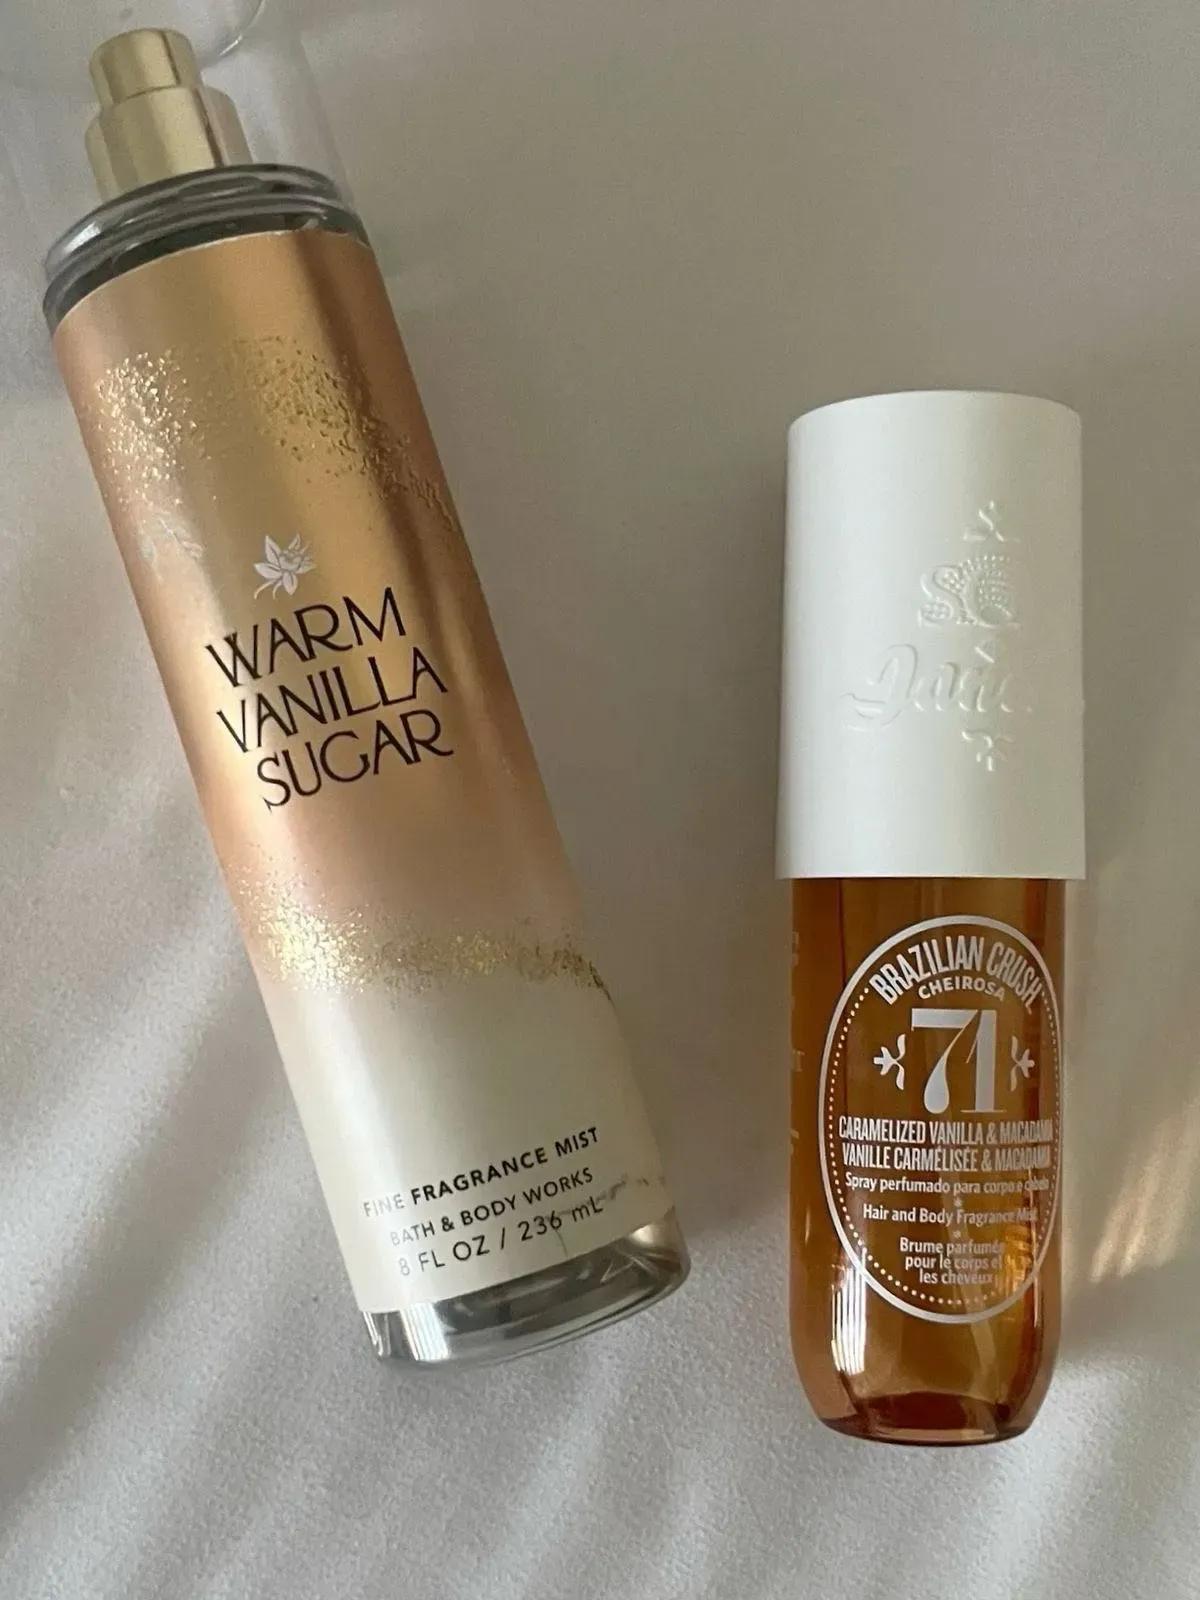 WARM
VANILLA
SUGAR
FINE FRAGRANCE MIST
BATH & BODY WORKS
8 FL OZ / 236 mL
BRAZILIAN CRUSH
CHEIROSA
71
CARAMELIZED VANILLA & MACADAMIA
VANILLE CARMÉLISÉE & MACADAMIA
Spray perfumado para corpo e cabelo
Hair and Body Fragrance Mist
Brume parfumée
pour le corps et
les cheveux